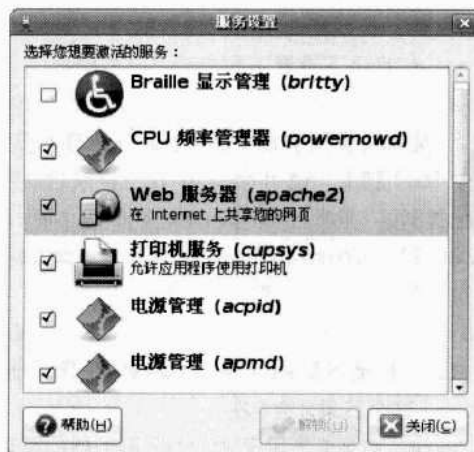 服务设置
选择您想要激活的服务：
Braille 显示管理 (britty)
CPU 频率管理器 (powernowd)
Web 服务器 (apache2)
在 Internet 上共享您的网页
打印机服务 (cupsys)
允许应用程序使用打印机
电源管理 (acpid)
电源管理 (apmd)
帮助(H)
解锁(U)
关闭(C)